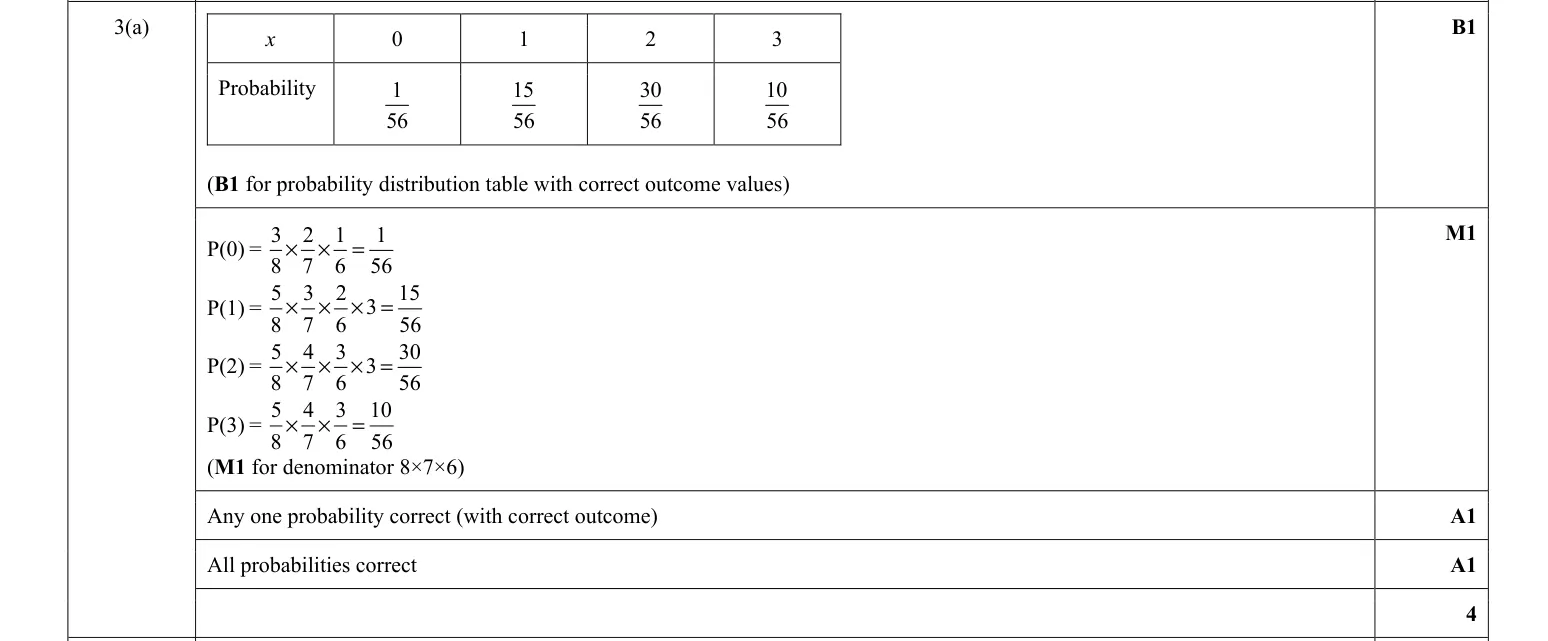 3(a) x 0 1 2 3 B1
Probability 1/56 15/56 30/56 10/56
(B1 for probability distribution table with correct outcome values)
P(0) = 3/8 × 2/7 × 1/6 = 1/56 M1
P(1) = 5/8 × 3/7 × 2/6 × 3 = 15/56
P(2) = 5/8 × 4/7 × 3/6 × 3 = 30/56
P(3) = 5/8 × 4/7 × 3/6 = 10/56
(M1 for denominator 8×7×6)
Any one probability correct (with correct outcome) A1
All probabilities correct A1
4